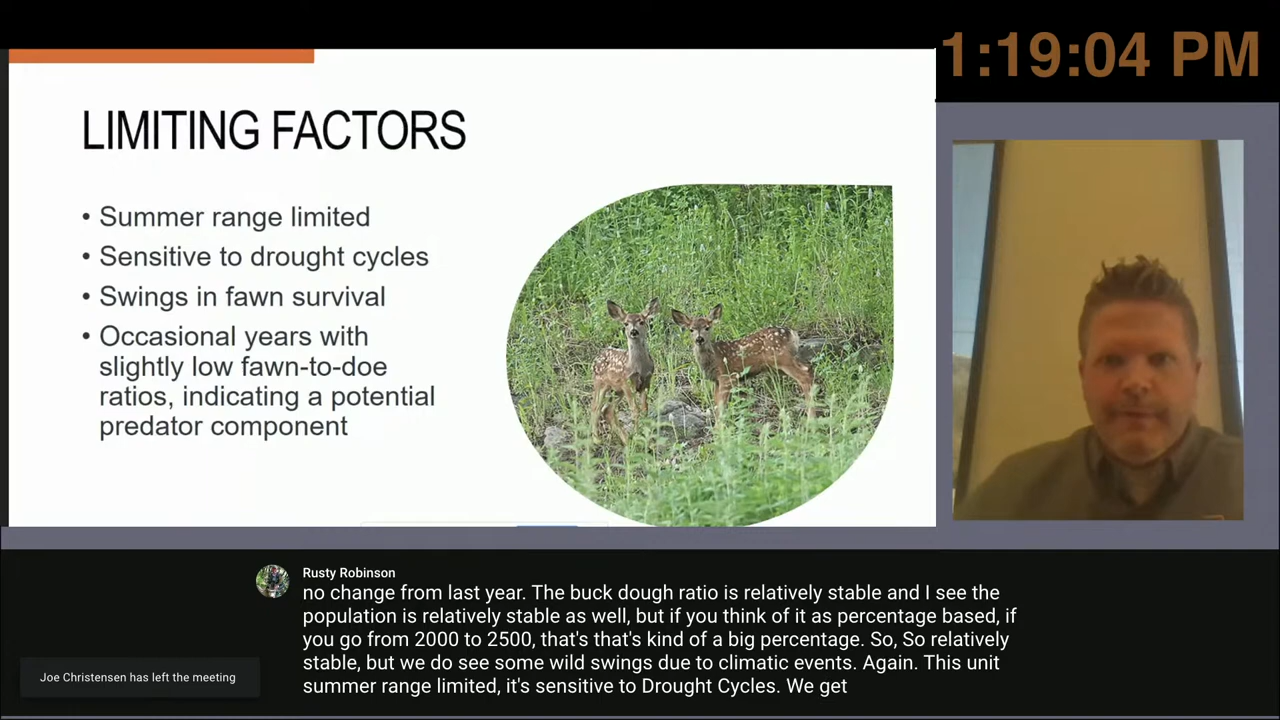 1:19:04 PM
LIMITING FACTORS
• Summer range limited
• Sensitive to drought cycles
• Swings in fawn survival
• Occasional years with
slightly low fawn-to-doe
ratios, indicating a potential
predator component
Rusty Robinson
no change from last year. The buck dough ratio is relatively stable and I see the
population is relatively stable as well, but if you think of it as percentage based, if
you go from 2000 to 2500, that's that's kind of a big percentage. So, So relatively
stable, but we do see some wild swings due to climatic events. Again. This unit
summer range limited, it's sensitive to Drought Cycles. We get
Joe Christensen has left the meeting